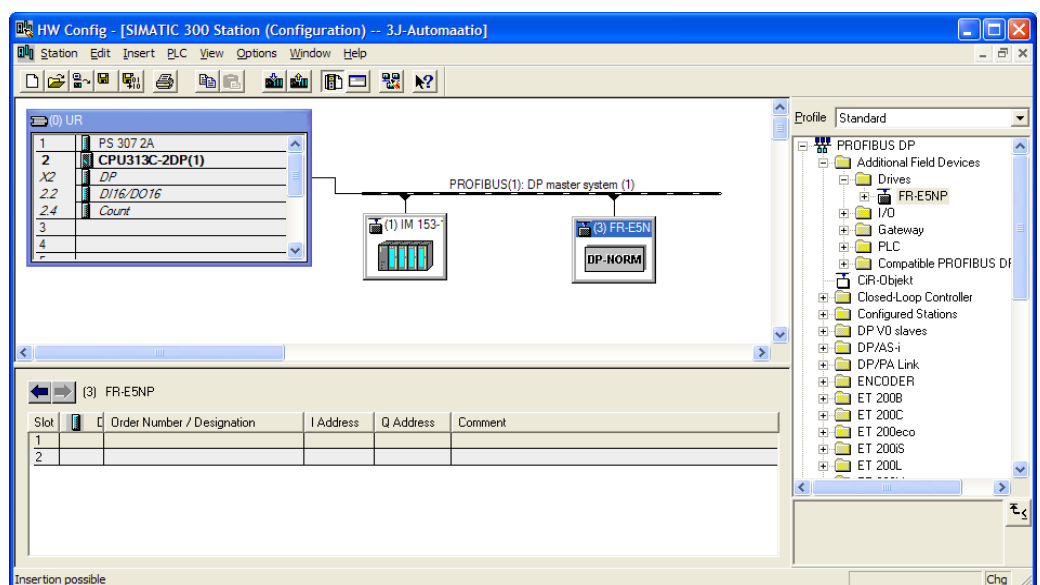 HW Config - [SIMATIC 300 Station (Configuration) -- 3J-Automaatio]
Station Edit Insert PLC View Options Window Help
(0) UR
1 PS 307 2A
2 CPU313C-2DP(1)
X2 DP
2.2 DI16/DO16
2.4 Count
3
4
PROFIBUS(1): DP master system (1)
(1) IM 153-1
(3) FR-E5N
DP-NORM
Profile Standard
PROFIBUS DP
Additional Field Devices
Drives
FR-E5NP
I/O
Gateway
PLC
Compatible PROFIBUS DP
CiR-Objekt
Closed-Loop Controller
Configured Stations
DP V0 slaves
DP/AS-i
DP/PA Link
ENCODER
ET 200B
ET 200C
ET 200eco
ET 200iS
ET 200L
(3) FR-E5NP
Slot D Order Number / Designation I Address Q Address Comment
1
2
Insertion possible
Chg